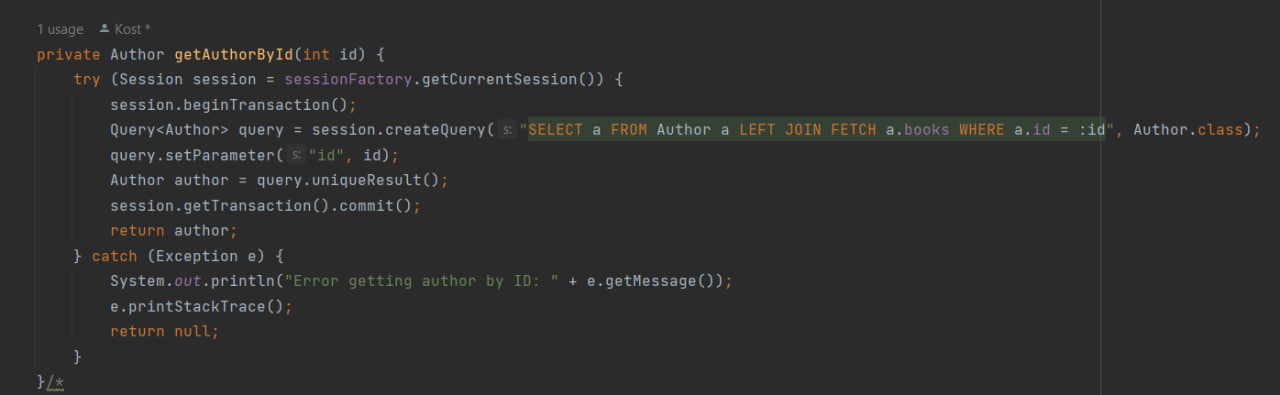 1 usage Kost *
private Author getAuthorById(int id) {
try (Session session = sessionFactory.getCurrentSession()) {
session.beginTransaction();
Query<Author> query = session.createQuery( s: "SELECT a FROM Author a LEFT JOIN FETCH a.books WHERE a.id = :id", Author.class);
query.setParameter( s: "id", id);
Author author = query.uniqueResult();
session.getTransaction().commit();
return author;
} catch (Exception e) {
System.out.println("Error getting author by ID: " + e.getMessage());
e.printStackTrace();
return null;
}
}/*